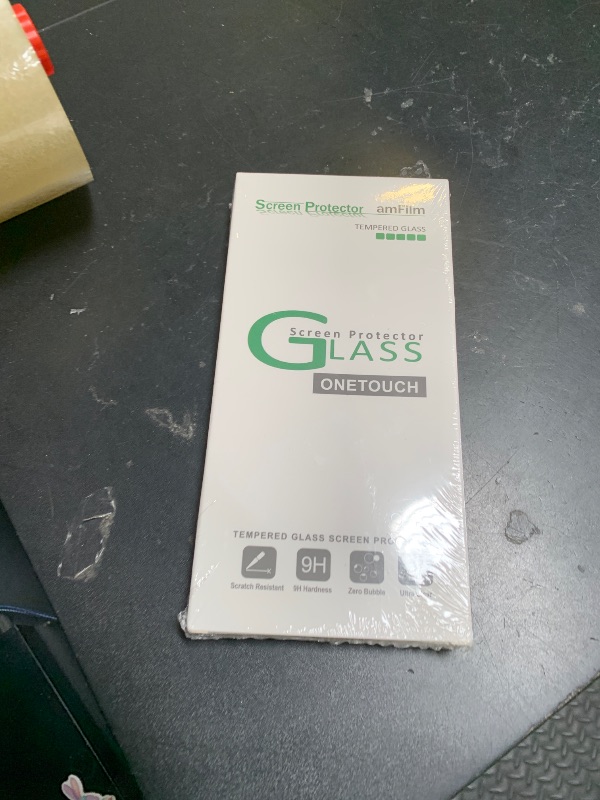 Screen Protector amFilm
TEMPERED GLASS
Screen Protector
GLASS
ONETOUCH
TEMPERED GLASS SCREEN
9H
Scratch Resistant 9H Hardness Zero Bubble